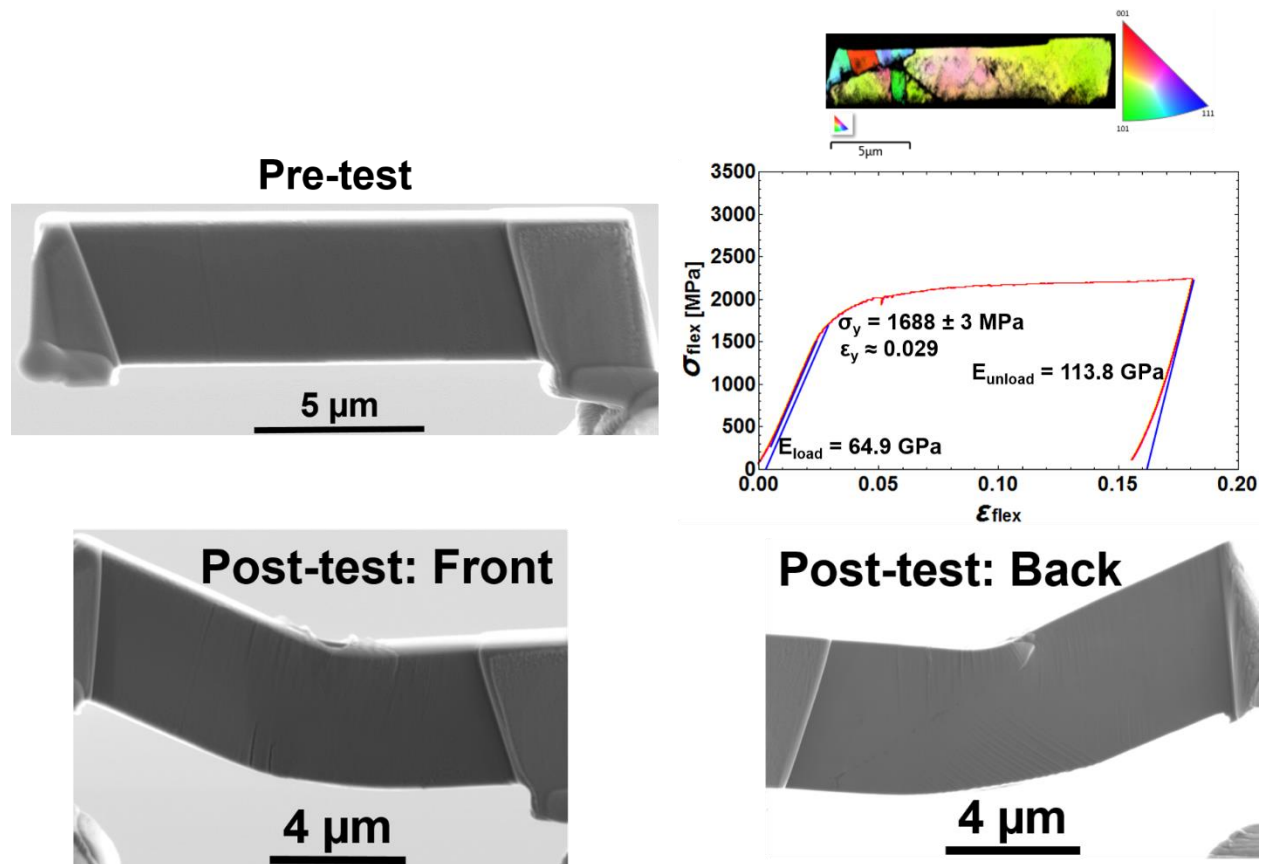 001
101
111
5μm
Pre-test
5 μm
3500
3000
2500
2000
1500
1000
500
0
σflex [MPa]
σy = 1688 ± 3 MPa
εy ≈ 0.029
Eunload = 113.8 GPa
Eload = 64.9 GPa
0.00 0.05 0.10 0.15 0.20
εflex
Post-test: Front
4 μm
Post-test: Back
4 μm